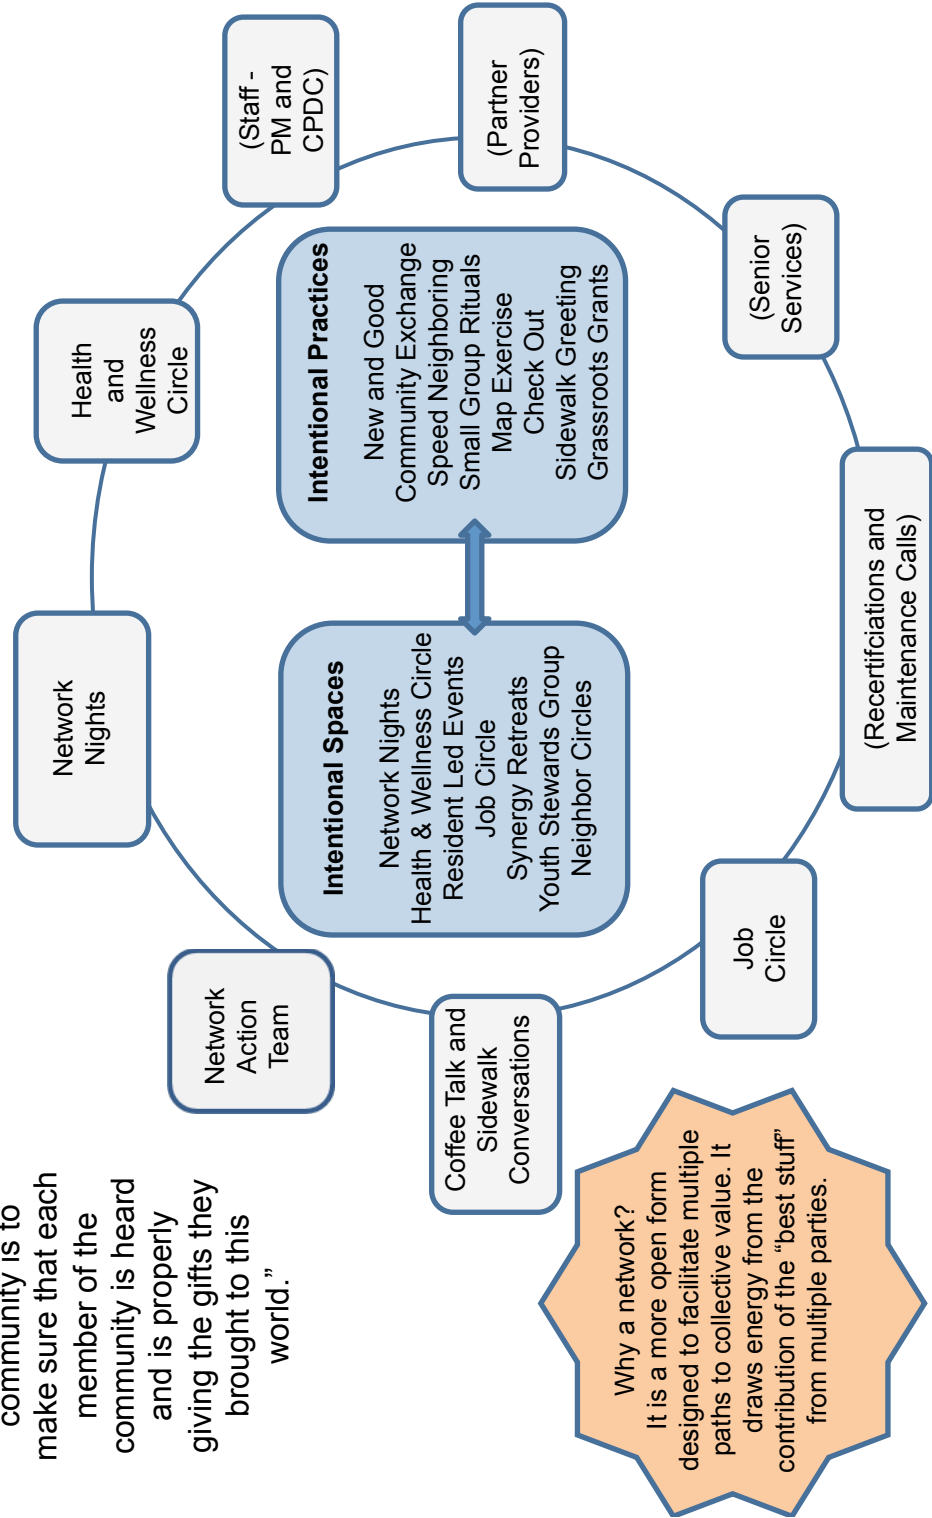 community is to
make sure that each
member of the
community is heard
and is properly
giving the gifts they
brought to this
world.”
Network
Nights
Health
and
Wellness
Circle
Network
Action
Team
(Staff -
PM and
CPDC)
Intentional Spaces
Network Nights
Health & Wellness Circle
Resident Led Events
Job Circle
Synergy Retreats
Youth Stewards Group
Neighbor Circles
Intentional Practices
New and Good
Community Exchange
Speed Neighboring
Small Group Rituals
Map Exercise
Check Out
Sidewalk Greeting
Grassroots Grants
Coffee Talk and
Sidewalk
Conversations
(Partner
Providers)
Why a network?
It is a more open form
designed to facilitate multiple
paths to collective value. It
draws energy from the
contribution of the “best stuff”
from multiple parties.
Job
Circle
(Senior
Services)
(Recertifciations and
Maintenance Calls)